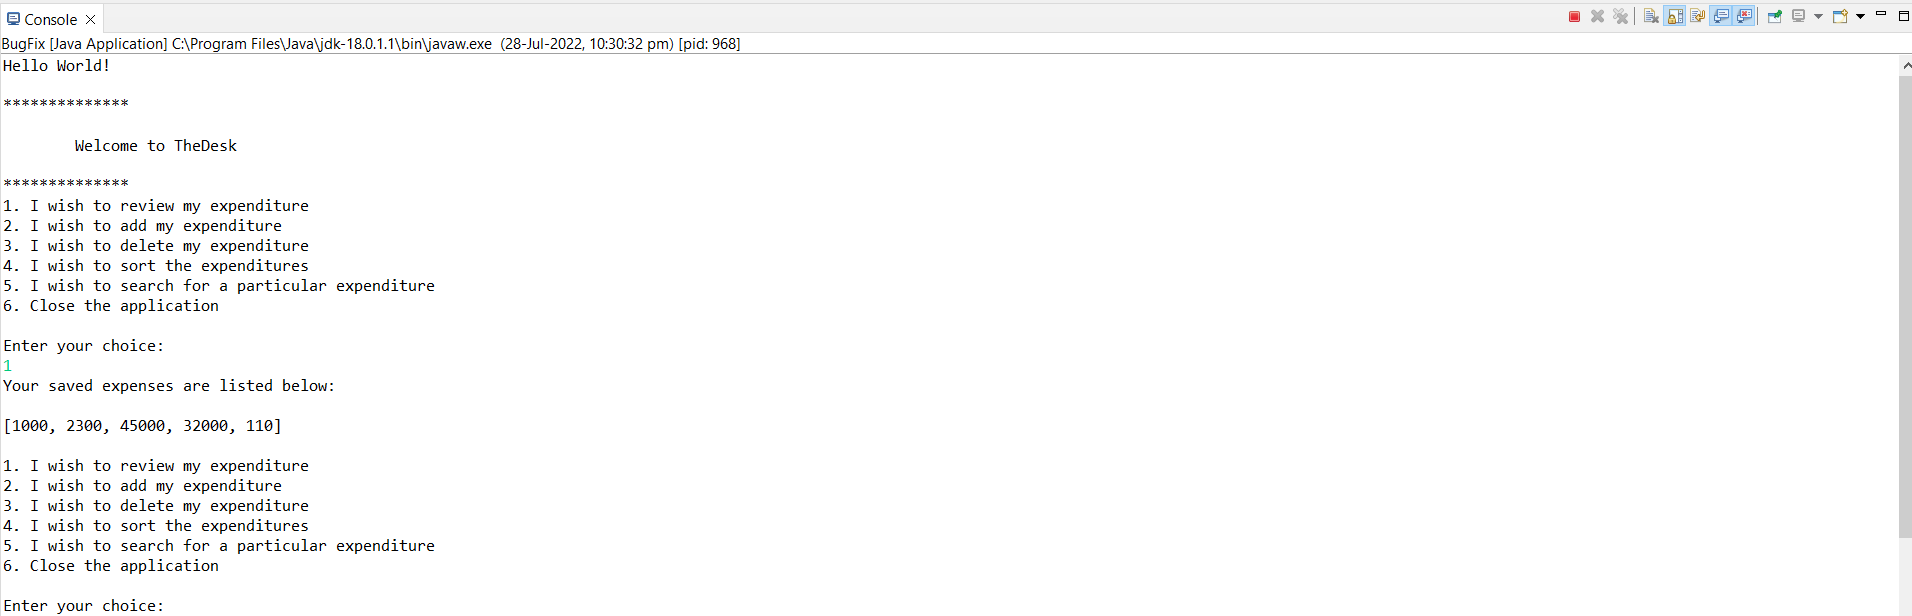 Console
BugFix [Java Application] C:\Program Files\Java\jdk-18.0.1.1\bin\javaw.exe (28-Jul-2022, 10:30:32 pm) [pid: 968]
Hello World!
**************
Welcome to TheDesk
**************
1. I wish to review my expenditure
2. I wish to add my expenditure
3. I wish to delete my expenditure
4. I wish to sort the expenditures
5. I wish to search for a particular expenditure
6. Close the application
Enter your choice:
1
Your saved expenses are listed below:
[1000, 2300, 45000, 32000, 110]
1. I wish to review my expenditure
2. I wish to add my expenditure
3. I wish to delete my expenditure
4. I wish to sort the expenditures
5. I wish to search for a particular expenditure
6. Close the application
Enter your choice: